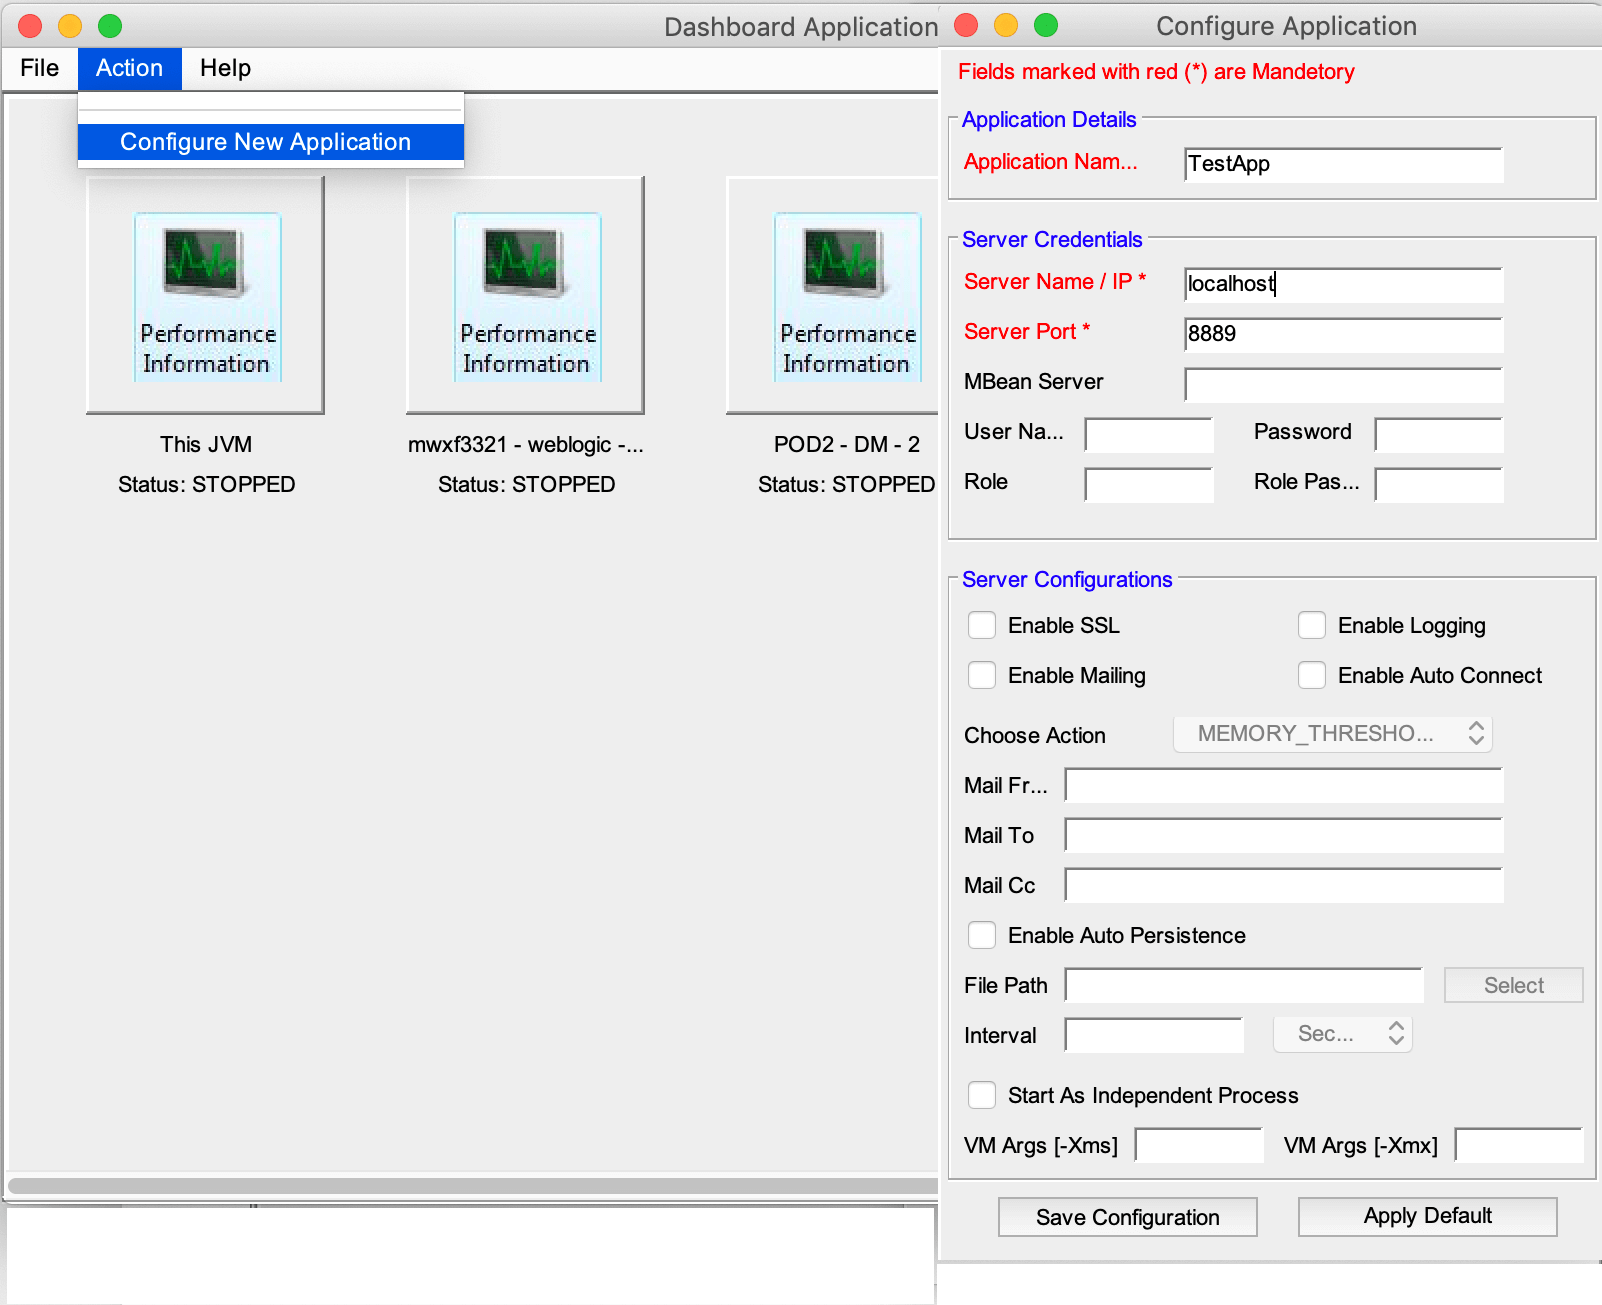 Dashboard Application
File Action Help
Configure New Application
Performance Information
Performance Information
Performance Information
This JVM
mwxf3321 - weblogic -...
POD2 - DM - 2
Status: STOPPED
Status: STOPPED
Status: STOPPED
Configure Application
Fields marked with red (*) are Mandetory
Application Details
Application Nam... TestApp
Server Credentials
Server Name / IP * localhost
Server Port * 8889
MBean Server
User Na... Password
Role Role Pas...
Server Configurations
Enable SSL Enable Logging
Enable Mailing Enable Auto Connect
Choose Action MEMORY_THRESHO...
Mail Fr...
Mail To
Mail Cc
Enable Auto Persistence
File Path Select
Interval Sec...
Start As Independent Process
VM Args [-Xms] VM Args [-Xmx]
Save Configuration Apply Default